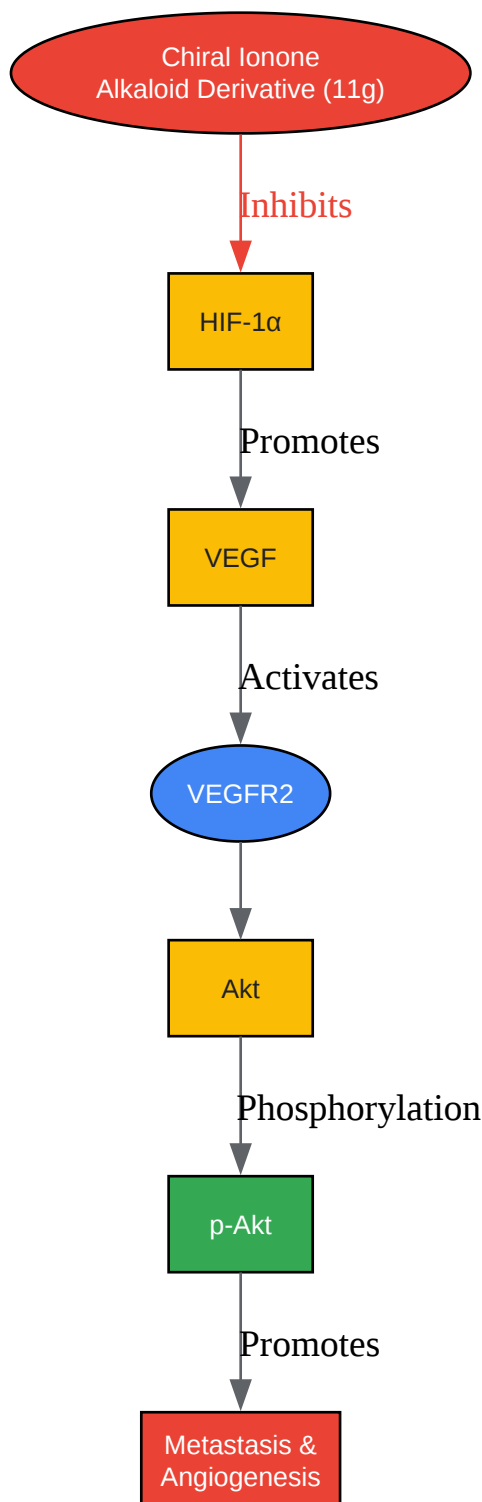 Chiral Ionone
Alkaloid Derivative (11g)
Inhibits
HIF-1α
Promotes
VEGF
Activates
VEGFR2
Akt
Phosphorylation
p-Akt
Promotes
Metastasis &
Angiogenesis